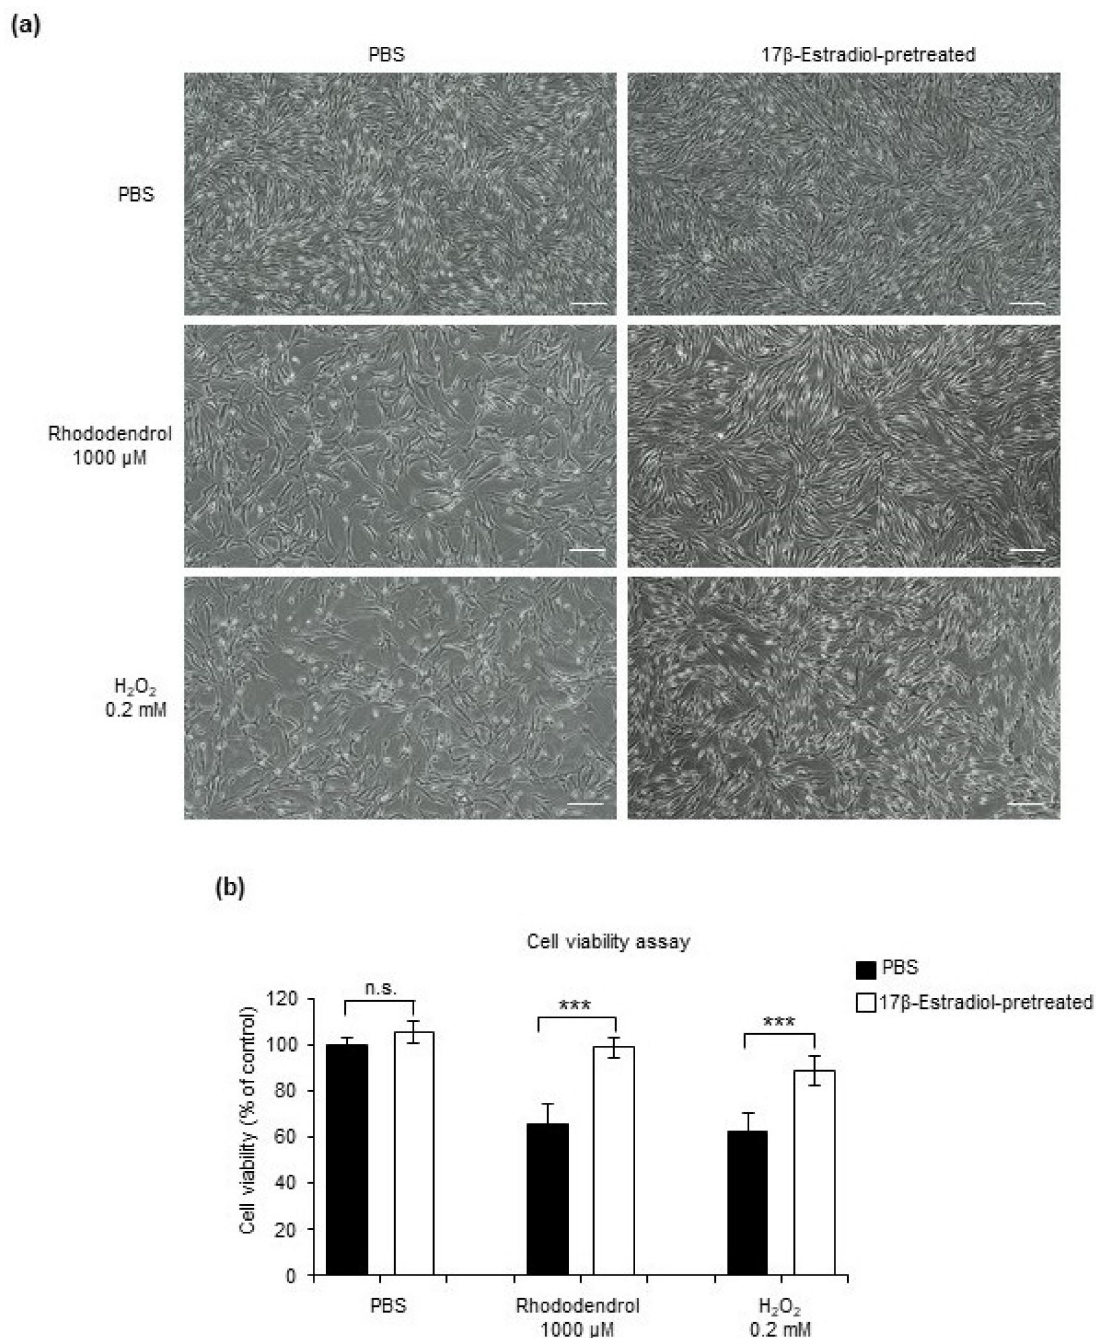 (a)
PBS 17β-Estradiol-pretreated
PBS
Rhododendrol
1000 µM
H₂O₂
0.2 mM
(b)
Cell viability assay
PBS
17β-Estradiol-pretreated
Cell viability (% of control)
120
100
80
60
40
20
0
n.s.
***
***
PBS
Rhododendrol
1000 µM
H₂O₂
0.2 mM